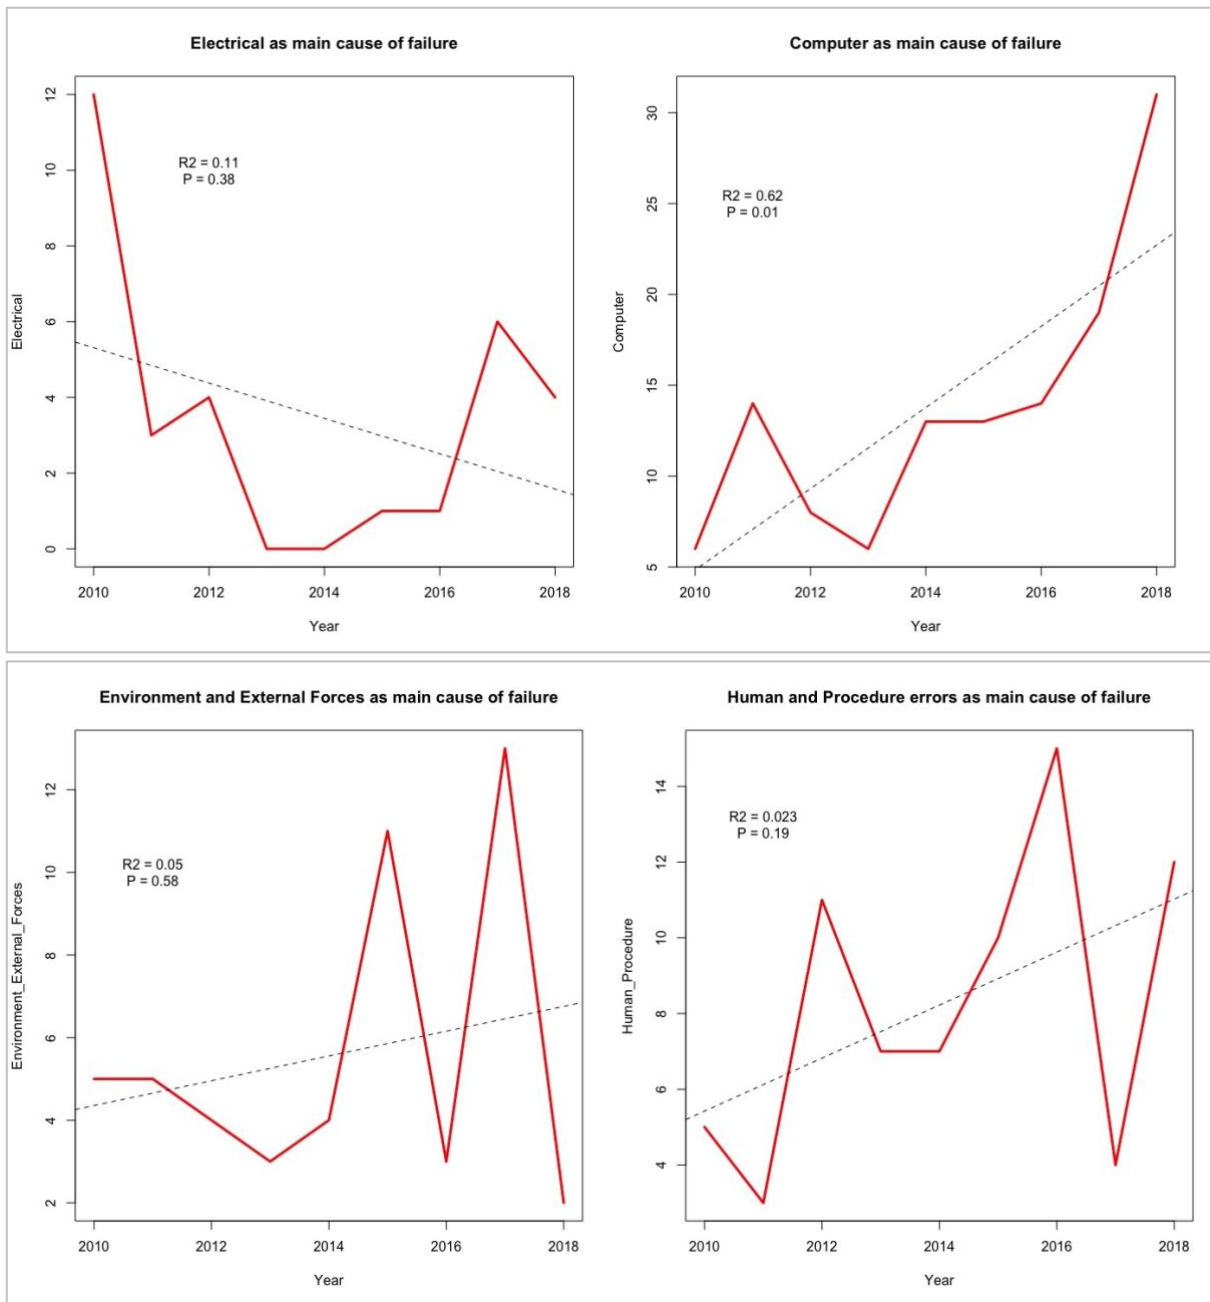 Electrical as main cause of failure
Electrical
12
10
8
6
4
2
0
R2 = 0.11
P = 0.38
2010 2012 2014 2016 2018
Year
Computer as main cause of failure
Computer
30
25
20
15
10
5
R2 = 0.62
P = 0.01
2010 2012 2014 2016 2018
Year
Environment and External Forces as main cause of failure
Environment_External_Forces
12
10
8
6
4
2
R2 = 0.05
P = 0.58
2010 2012 2014 2016 2018
Year
Human and Procedure errors as main cause of failure
Human_Procedure
14
12
10
8
6
4
R2 = 0.023
P = 0.19
2010 2012 2014 2016 2018
Year